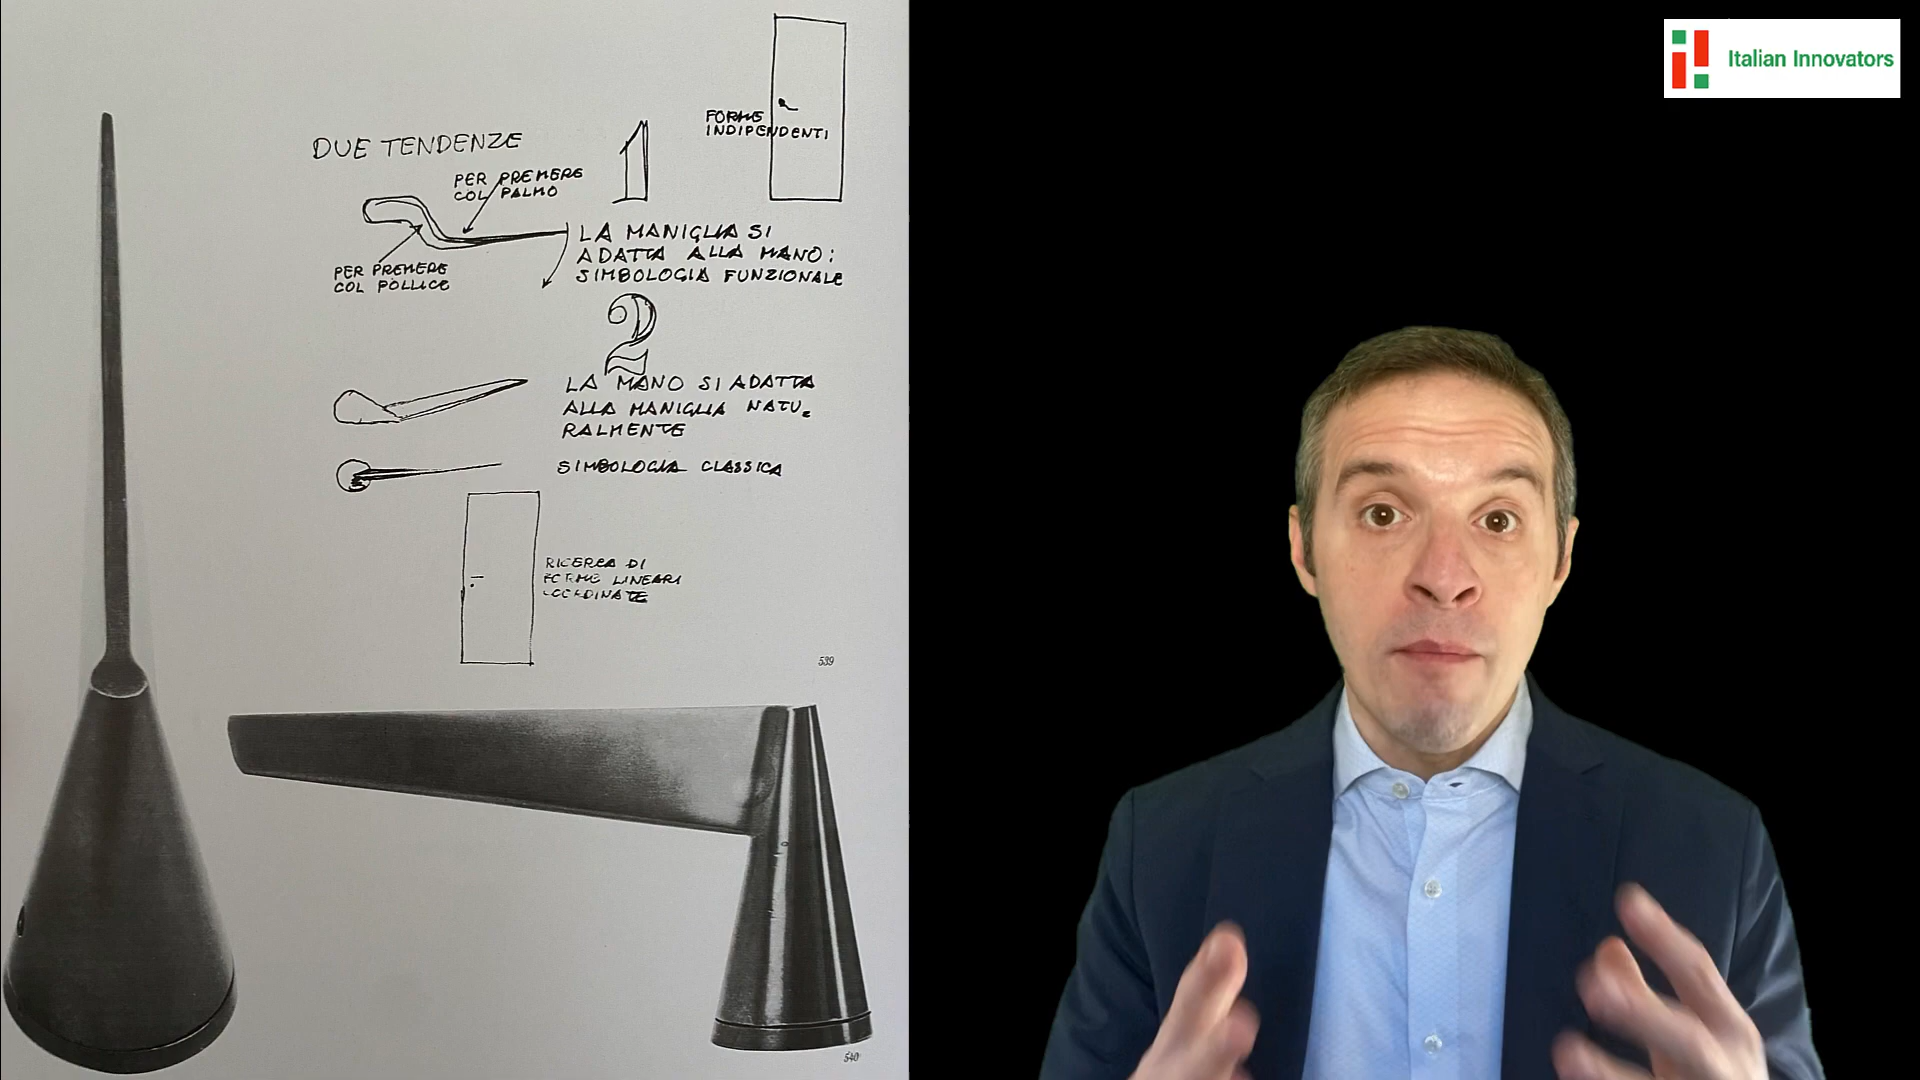 Italian Innovators
FORME
INDIPENDENTI
DUE TENDENZE
1
PER PREMERE
COL PALMO
PER PREMERE
COL POLLICE
LA MANIGLIA SI
ADATTA ALLA MANO:
SIMBOLOGIA FUNZIONALE
2
LA MANO SI ADATTA
ALLA MANIGLIA NATU=
RALMENTE
SIMBOLOGIA CLASSICA
RICERCA DI
FORME LINEARI
COORDINATE
539
540